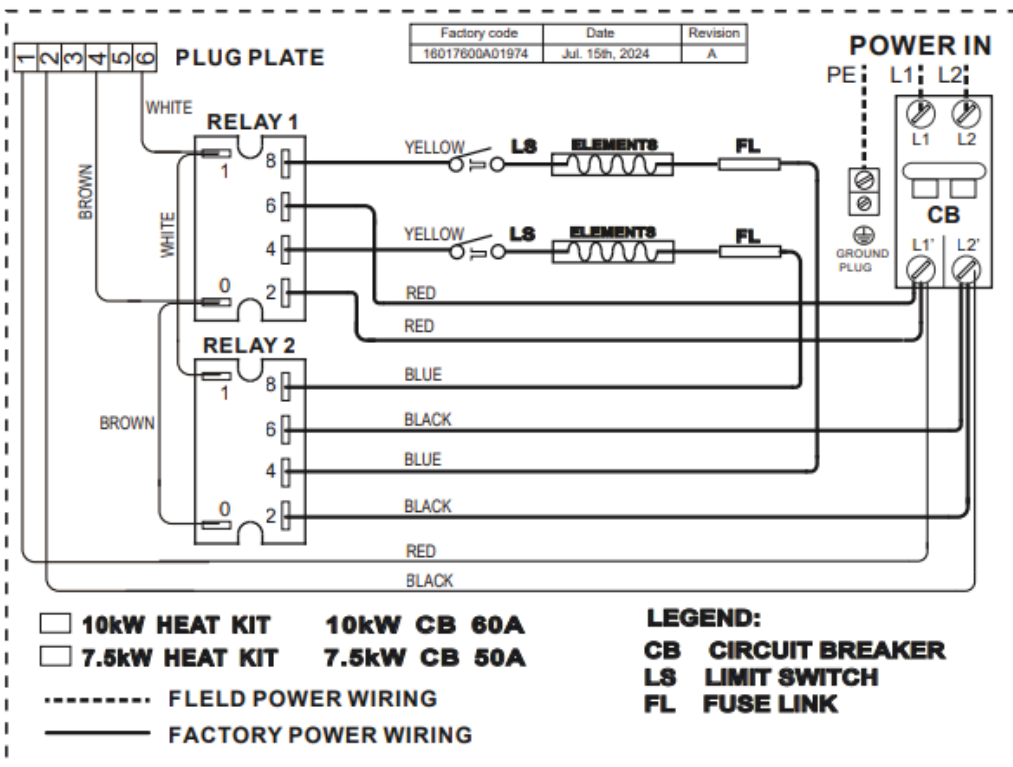 Factory code Date Revision
16017600A01974 Jul. 15th, 2024 A
1 2 3 4 5 6 PLUG PLATE
POWER IN
PE L1 L2
WHITE
RELAY 1
L1 L2
8
1
YELLOW LS ELEMENTS FL
BROWN
6
CB
WHITE
4
YELLOW LS ELEMENTS FL
GROUND
PLUG
L1' L2'
0
2
RED
RED
RELAY 2
8
1
BLUE
BROWN
6
BLACK
4
BLUE
0
2
BLACK
RED
BLACK
10kW HEAT KIT 10kW CB 60A
7.5kW HEAT KIT 7.5kW CB 50A
FLELD POWER WIRING
FACTORY POWER WIRING
LEGEND:
CB CIRCUIT BREAKER
LS LIMIT SWITCH
FL FUSE LINK